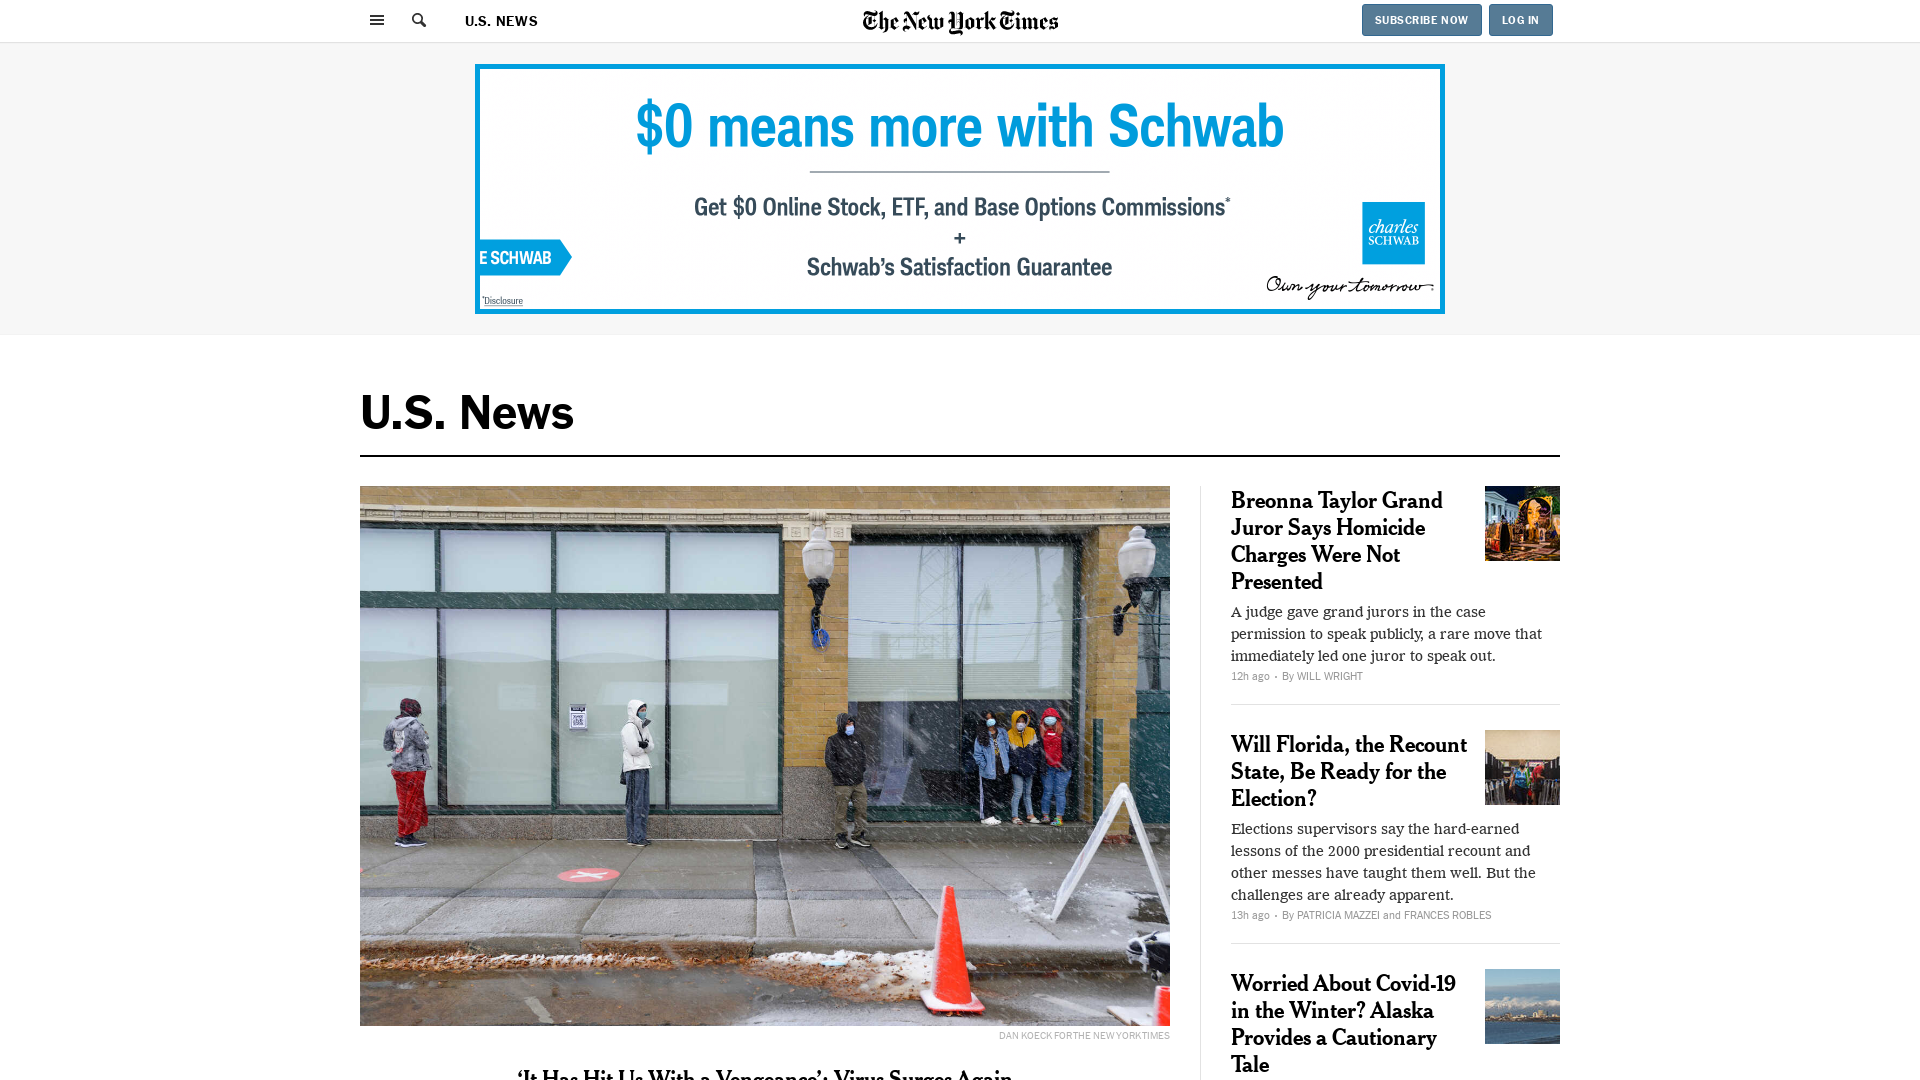 U.S. NEWS
The New York Times
SUBSCRIBE NOW
LOG IN
$0 means more with Schwab
Get $0 Online Stock, ETF, and Base Options Commissions*
+
Schwab’s Satisfaction Guarantee
E SCHWAB
*Disclosure
charles
SCHWAB
Own your tomorrow
U.S. News
DAN KOECK FOR THE NEW YORK TIMES
‘It Has Hit Us With a Vengeance’: Virus Surges Again
Breonna Taylor Grand
Juror Says Homicide
Charges Were Not
Presented
A judge gave grand jurors in the case
permission to speak publicly, a rare move that
immediately led one juror to speak out.
12h ago · By WILL WRIGHT
Will Florida, the Recount
State, Be Ready for the
Election?
Elections supervisors say the hard-earned
lessons of the 2000 presidential recount and
other messes have taught them well. But the
challenges are already apparent.
13h ago · By PATRICIA MAZZEI and FRANCES ROBLES
Worried About Covid-19
in the Winter? Alaska
Provides a Cautionary
Tale